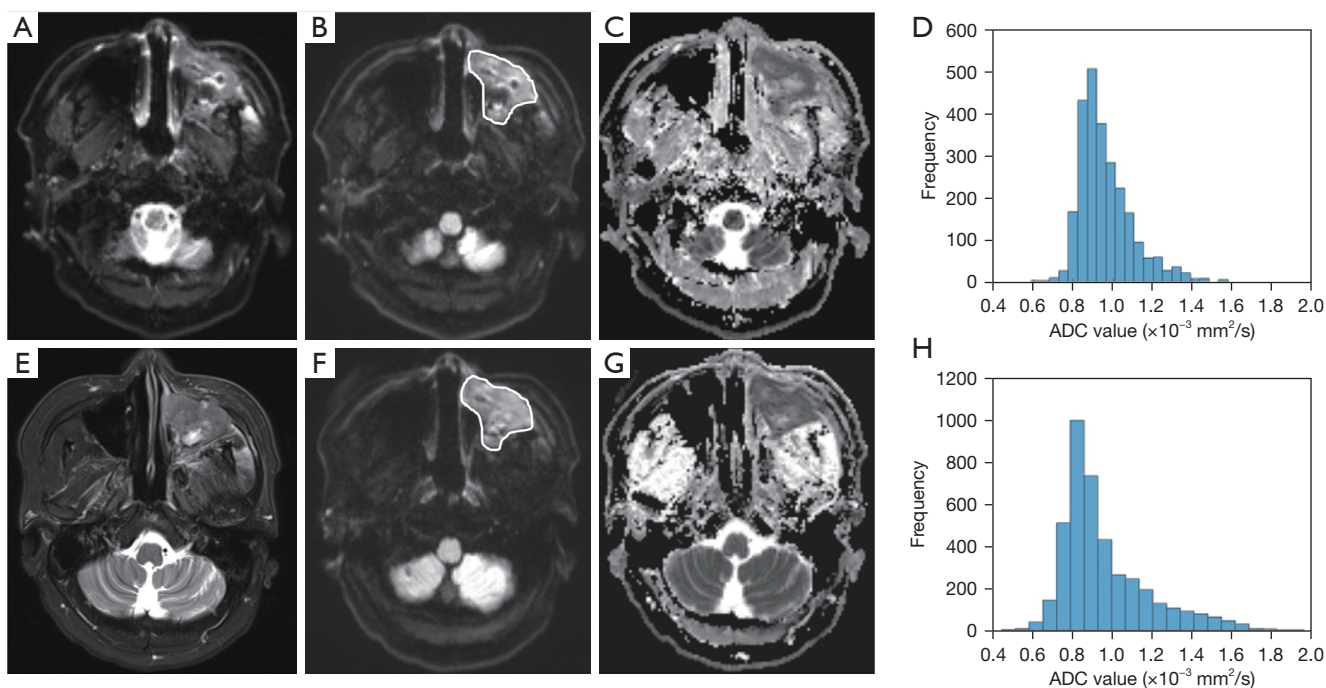 A
B
C
D
600
500
400
300
200
100
0
Frequency
0.4 0.6 0.8 1.0 1.2 1.4 1.6 1.8 2.0
ADC value (×10⁻³ mm²/s)
E
F
G
H
1200
1000
800
600
400
200
0
Frequency
0.4 0.6 0.8 1.0 1.2 1.4 1.6 1.8 2.0
ADC value (×10⁻³ mm²/s)